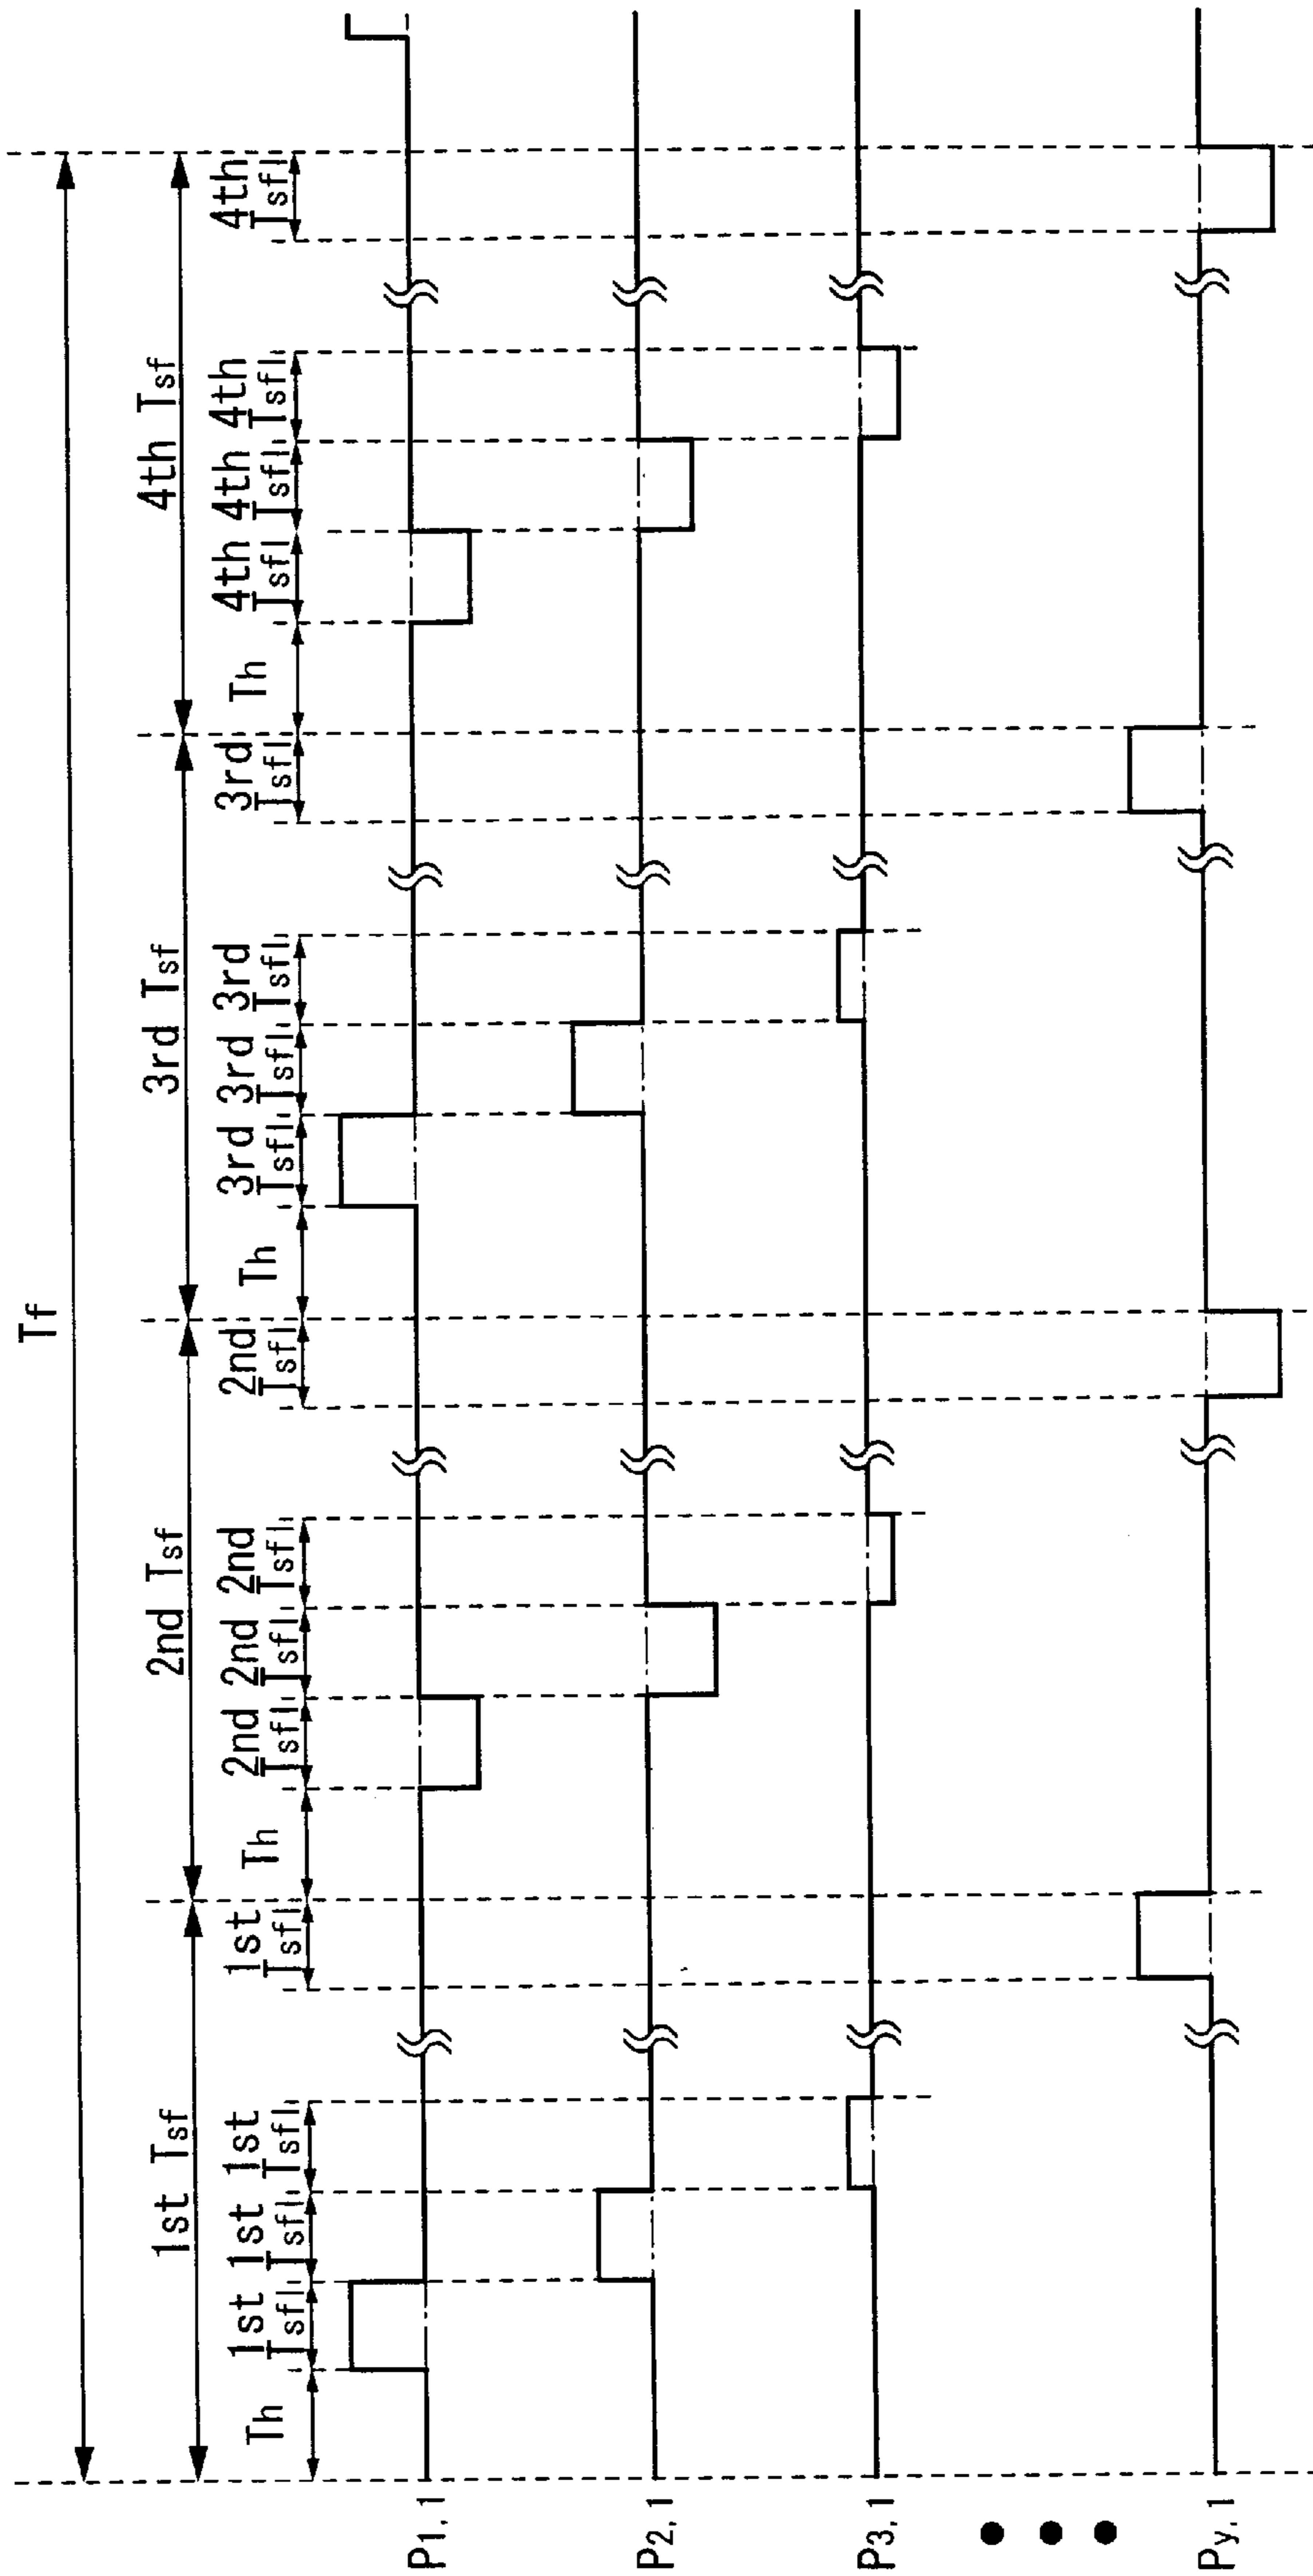 Tf
1st Tsf 2nd Tsf 3rd Tsf 4th Tsf
Th 1st Tsfl 1st Tsfl 1st Tsfl 1st Tsfl Th 2nd Tsfl 2nd Tsfl 2nd Tsfl 2nd Tsfl Th 3rd Tsfl 3rd Tsfl 3rd Tsfl 3rd Tsfl Th 4th Tsfl 4th Tsfl 4th Tsfl 4th Tsfl
P1, 1
P2, 1
P3, 1
Py, 1